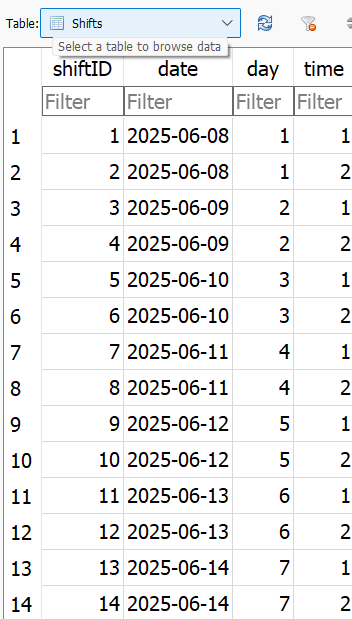 Table: Shifts
Select a table to browse data
shiftID date day time
Filter Filter Filter Filter
1 1 2025-06-08 1 1
2 2 2025-06-08 1 2
3 3 2025-06-09 2 1
4 4 2025-06-09 2 2
5 5 2025-06-10 3 1
6 6 2025-06-10 3 2
7 7 2025-06-11 4 1
8 8 2025-06-11 4 2
9 9 2025-06-12 5 1
10 10 2025-06-12 5 2
11 11 2025-06-13 6 1
12 12 2025-06-13 6 2
13 13 2025-06-14 7 1
14 14 2025-06-14 7 2